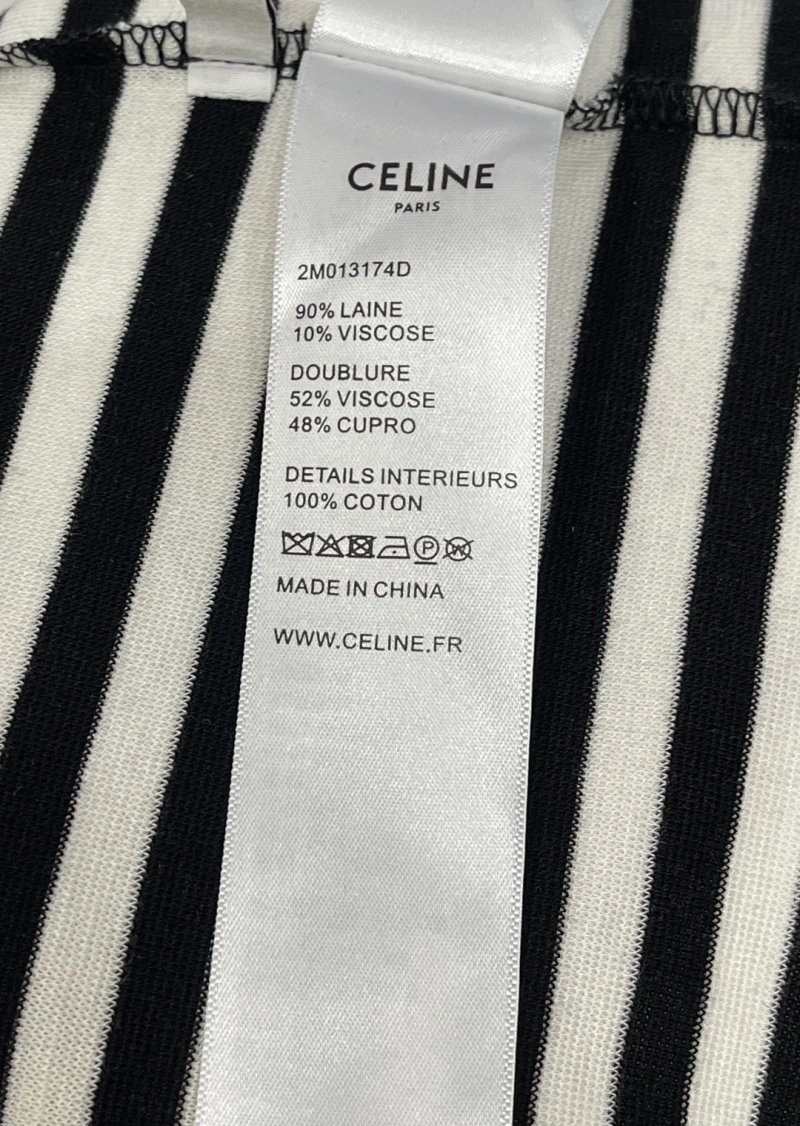 CELINE
PARIS
2M013174D
90% LAINE
10% VISCOSE
DOUBLURE
52% VISCOSE
48% CUPRO
DETAILS INTERIEURS
100% COTON
MADE IN CHINA
WWW.CELINE.FR